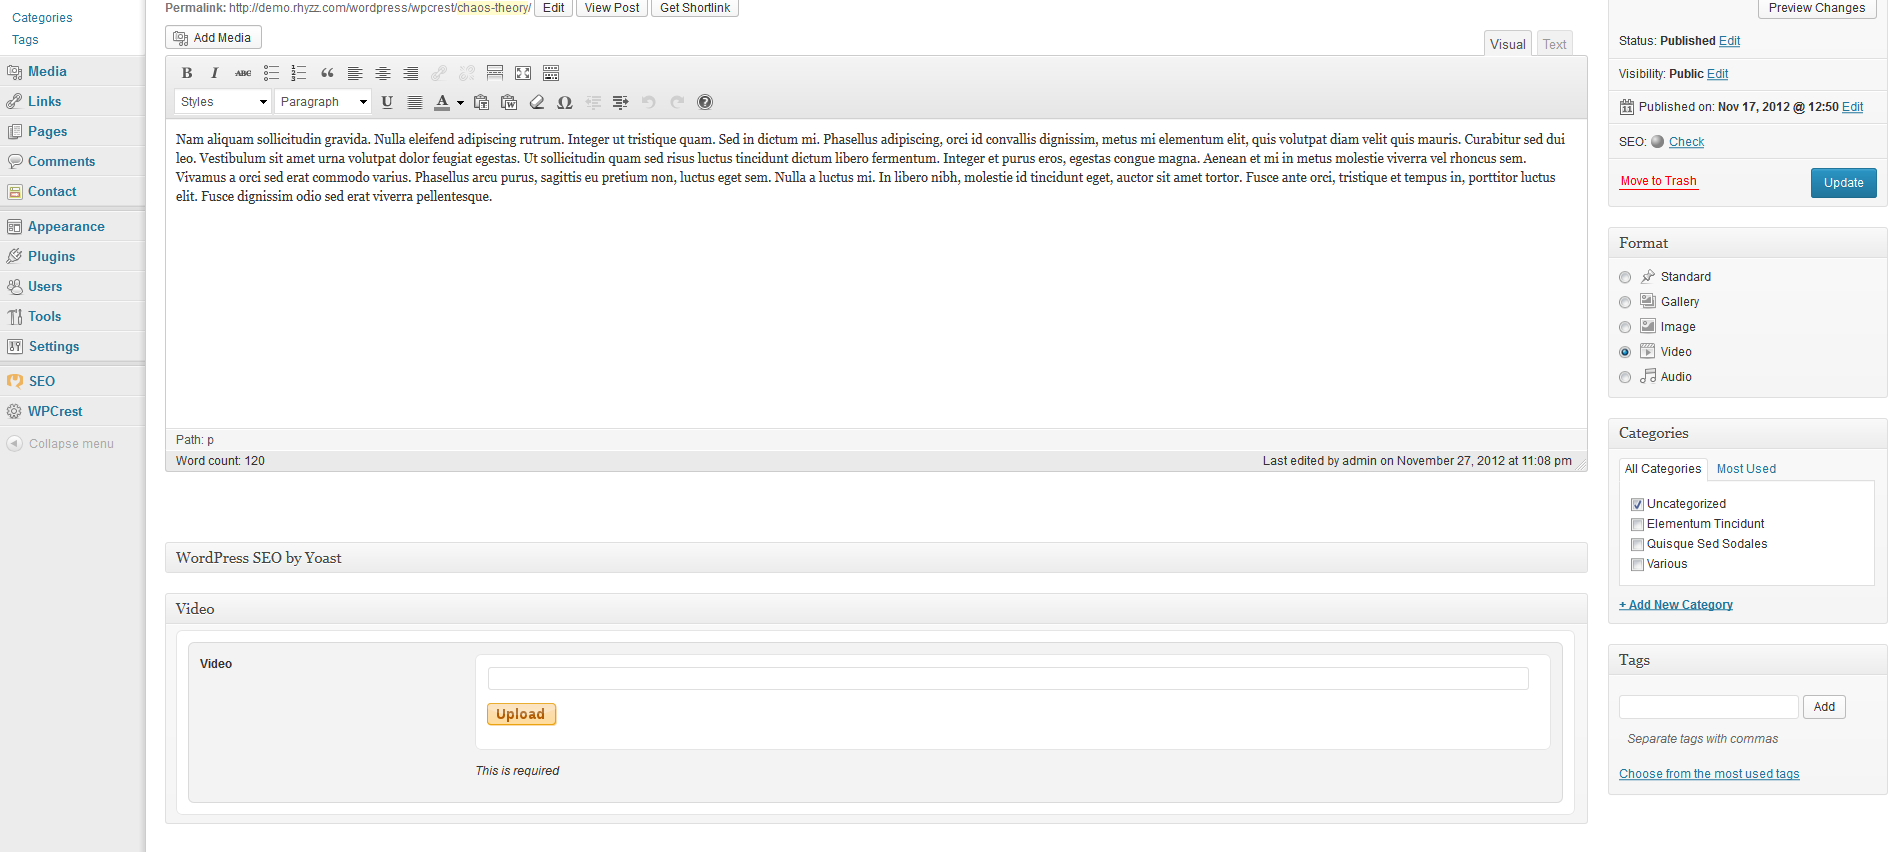 Categories
Tags
Media
Links
Pages
Comments
Contact
Appearance
Plugins
Users
Tools
Settings
SEO
WPCrest
Collapse menu
Permalink: http://demo.rhyzz.com/wordpress/wpcrest/chaos-theory/ Edit View Post Get Shortlink
Add Media
Visual Text
B I ABC
Styles Paragraph U A Ω
Nam aliquam sollicitudin gravida. Nulla eleifend adipiscing rutrum. Integer ut tristique quam. Sed in dictum mi. Phasellus adipiscing, orci id convallis dignissim, metus mi elementum elit, quis volutpat diam velit quis mauris. Curabitur sed dui
leo. Vestibulum sit amet urna volutpat dolor feugiat egestas. Ut sollicitudin quam sed risus luctus tincidunt dictum libero fermentum. Integer et purus eros, egestas congue magna. Aenean et mi in metus molestie viverra vel rhoncus sem.
Vivamus a orci sed erat commodo varius. Phasellus arcu purus, sagittis eu pretium non, luctus eget sem. Nulla a luctus mi. In libero nibh, molestie id tincidunt eget, auctor sit amet tortor. Fusce ante orci, tristique et tempus in, porttitor luctus
elit. Fusce dignissim odio sed erat viverra pellentesque.
Path: p
Word count: 120 Last edited by admin on November 27, 2012 at 11:08 pm
WordPress SEO by Yoast
Video
Video
Upload
This is required
Preview Changes
Status: Published Edit
Visibility: Public Edit
11 Published on: Nov 17, 2012 @ 12:50 Edit
SEO: Check
Move to Trash Update
Format
Standard
Gallery
Image
Video
Audio
Categories
All Categories Most Used
Uncategorized
Elementum Tincidunt
Quisque Sed Sodales
Various
+ Add New Category
Tags
Add
Separate tags with commas
Choose from the most used tags